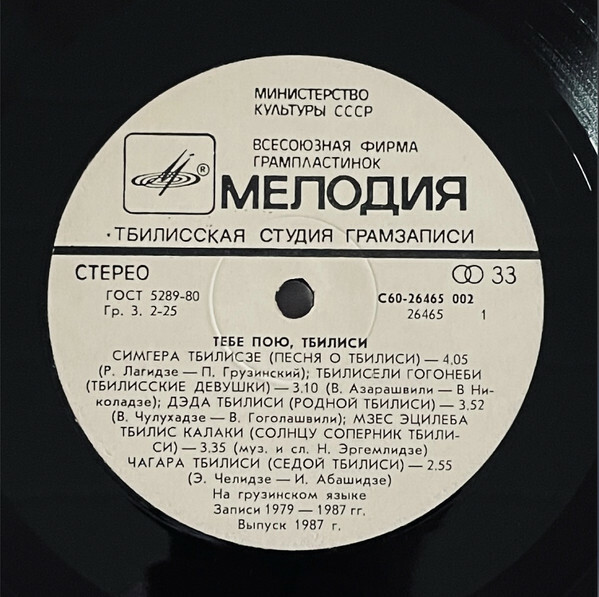 МИНИСТЕРСТВО
КУЛЬТУРЫ СССР
ВСЕСОЮЗНАЯ ФИРМА
ГРАМПЛАСТИНОК
®
МЕЛОДИЯ
ТБИЛИССКАЯ СТУДИЯ ГРАМЗАПИСИ
СТЕРЕО
33
ГОСТ 5289-80
С60-26465 002
Гр. 3. 2-25
26465 1
ТЕБЕ ПОЮ, ТБИЛИСИ
СИМГЕРА ТБИЛИСЗЕ (ПЕСНЯ О ТБИЛИСИ) — 4.05
(Р. Лагидзе — П. Грузинский); ТБИЛИСЕЛИ ГОГОНЕБИ
(ТБИЛИССКИЕ ДЕВУШКИ) — 3.10 (В. Азарашвили — В Ни-
коладзе); ДЭДА ТБИЛИСИ (РОДНОЙ ТБИЛИСИ) — 3.52
(В. Чулухадзе — В. Гоголашвили); МЗЕС ЭЦИЛЕБА
ТБИЛИС КАЛАКИ (СОЛНЦУ СОПЕРНИК ТБИЛИ-
СИ) — 3.35 (муз. и сл. Н. Эргемлидзе)
ЧАГАРА ТБИЛИСИ (СЕДОЙ ТБИЛИСИ) — 2.55
(Э. Челидзе — И. Абашидзе)
На грузинском языке
Записи 1979 — 1987 гг.
Выпуск 1987 г.